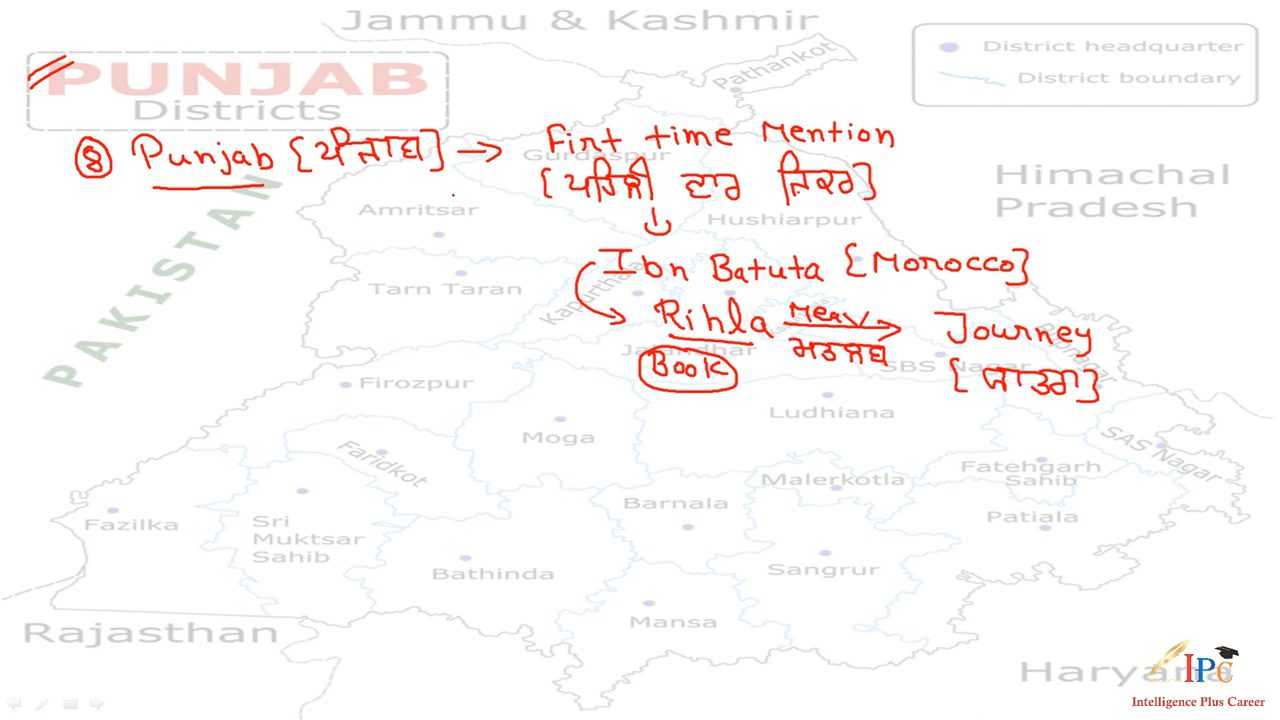 Jammu & Kashmir
PUNJAB
Districts
District headquarter
District boundary
Pathankot
⑧ Punjab [ਪੰਜਾਬ] → First time Mention
Gurdaspur
[ਪਹਿਲੀ ਵਾਰ ਜ਼ਿਕਰ]
Himachal
Pradesh
PAKISTAN
Amritsar
Hushiarpur
Ibn Batuta [Morocco]
Tarn Taran
Kapurthala
Rihla Mean → Journey
ਮਤਲਬ
Jalandhar
Book
SBS Nagar
[ਯਾਤਰਾ]
Firozpur
Ludhiana
Moga
Faridkot
SAS Nagar
Fatehgarh
Sahib
Malerkotla
Barnala
Patiala
Fazilka
Sri
Muktsar
Sahib
Bathinda
Sangrur
Mansa
Rajasthan
Haryana
IPC
Intelligence Plus Career